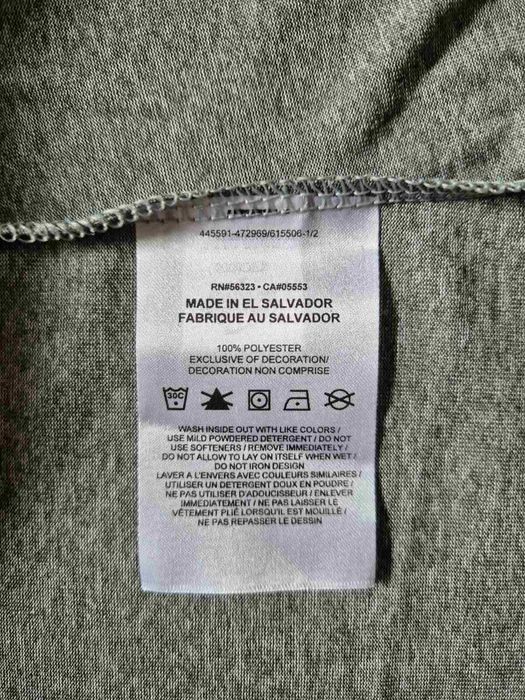 445591-472969/615506-1/2
RN#56323 • CA#05553
MADE IN EL SALVADOR
FABRIQUE AU SALVADOR
100% POLYESTER
EXCLUSIVE OF DECORATION/
DECORATION NON COMPRISE
30C
WASH INSIDE OUT WITH LIKE COLORS /
USE MILD POWDERED DETERGENT / DO NOT
USE SOFTENERS / REMOVE IMMEDIATELY /
DO NOT ALLOW TO LAY ON ITSELF WHEN WET /
DO NOT IRON DESIGN
LAVER A L'ENVERS AVEC COULEURS SIMILAIRES /
UTILISER UN DETERGENT DOUX EN POUDRE /
NE PAS UTILISER D'ADOUCISSEUR / ENLEVER
IMMEDIATEMENT / NE PAS LAISSER LE
VÊTEMENT PLIÉ LORSQU'IL EST MOUILLÉ /
NE PAS REPASSER LE DESSIN